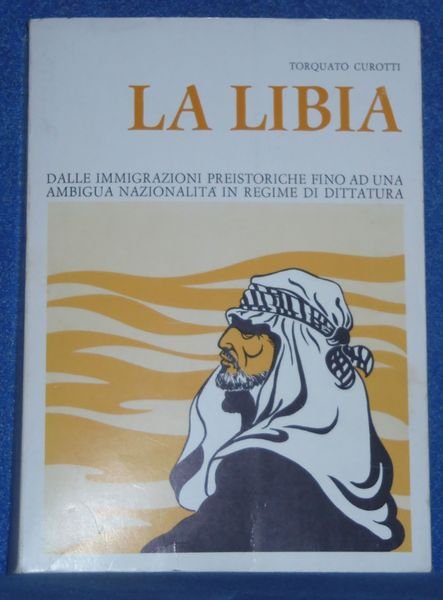 TORQUATO CUROTTI
LA LIBIA
DALLE IMMIGRAZIONI PREISTORICHE FINO AD UNA
AMBIGUA NAZIONALITÀ IN REGIME DI DITTATURA